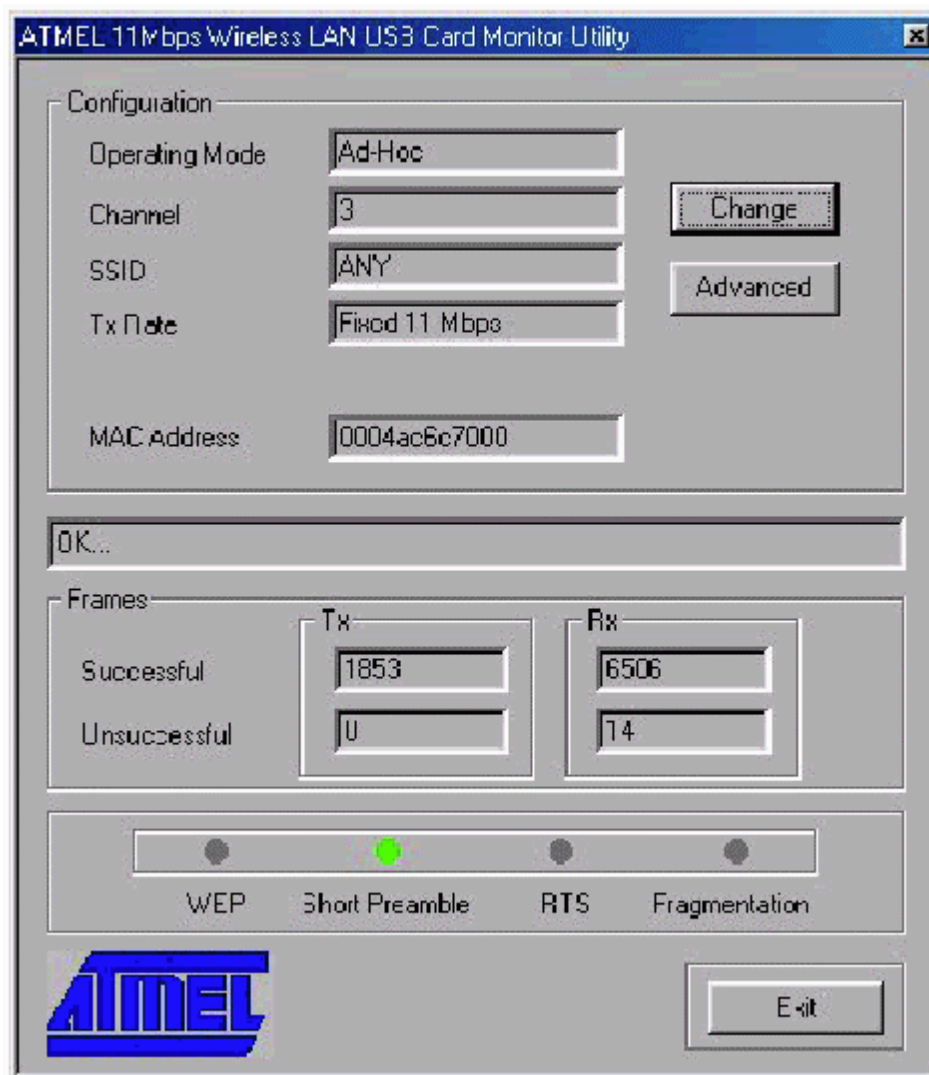 ATMEL 11Mbps Wireless LAN USB Card Monitor Utility
Configuration
Operating Mode
Ad-Hoc
Channel
3
Change
SSID
ANY
Advanced
Tx Rate
Fixed 11 Mbps
MAC Address
0004ac6c7000
OK...
Frames
Tx
Rx
Successful
1853
6506
Unsuccessful
0
14
WEP
Short Preamble
RTS
Fragmentation
ATMEL
Exit